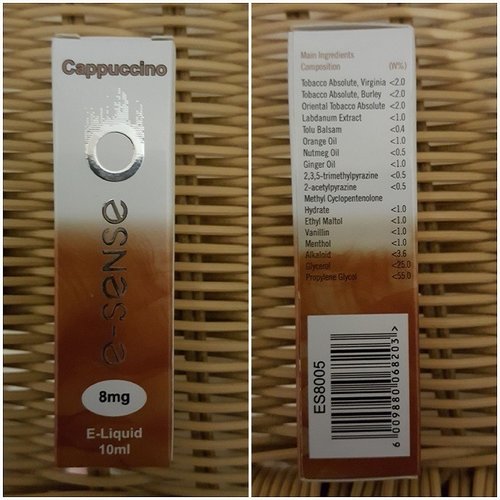 Cappuccino
e-sense
8mg
E-Liquid
10ml
Main Ingredients
Composition (W%)
Tobacco Absolute, Virginia <2.0
Tobacco Absolute, Burley <2.0
Oriental Tobacco Absolute <2.0
Labdanum Extract <1.0
Tolu Balsam <0.4
Orange Oil <1.0
Nutmeg Oil <0.5
Ginger Oil <1.0
2,3,5-trimethylpyrazine <0.5
2-acetylpyrazine <0.5
Methyl Cyclopentenolone
Hydrate <1.0
Ethyl Maltol <1.0
Vanillin <1.0
Menthol <1.0
Alkaloid <3.6
Glycerol <25.0
Propylene Glycol <55.0
ES8005
6 009880 068203>